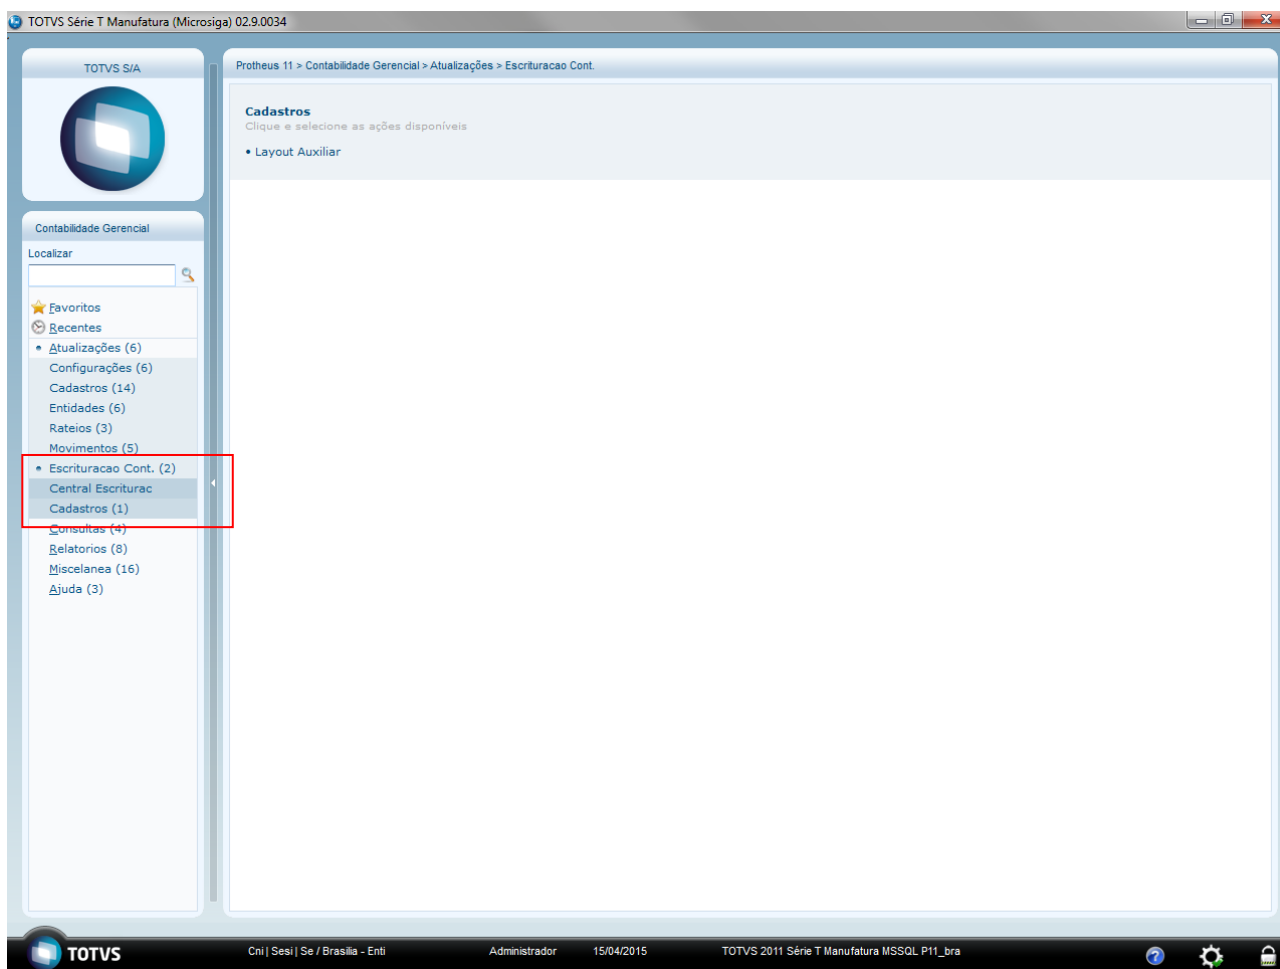 TOTVS Série T Manufatura (Microsiga) 02.9.0034
TOTVS S/A
Protheus 11 > Contabilidade Gerencial > Atualizações > Escrituracao Cont.
Cadastros
Clique e selecione as ações disponíveis
• Layout Auxiliar
Contabilidade Gerencial
Localizar
Favoritos
Recentes
Atualizações (6)
Configurações (6)
Cadastros (14)
Entidades (6)
Rateios (3)
Movimentos (5)
Escrituracao Cont. (2)
Central Escriturac
Cadastros (1)
Consultas (4)
Relatorios (8)
Miscelanea (16)
Ajuda (3)
TOTVS
Cni | Sesi | Se / Brasilia - Enti
Administrador
15/04/2015
TOTVS 2011 Série T Manufatura MSSQL P11_bra